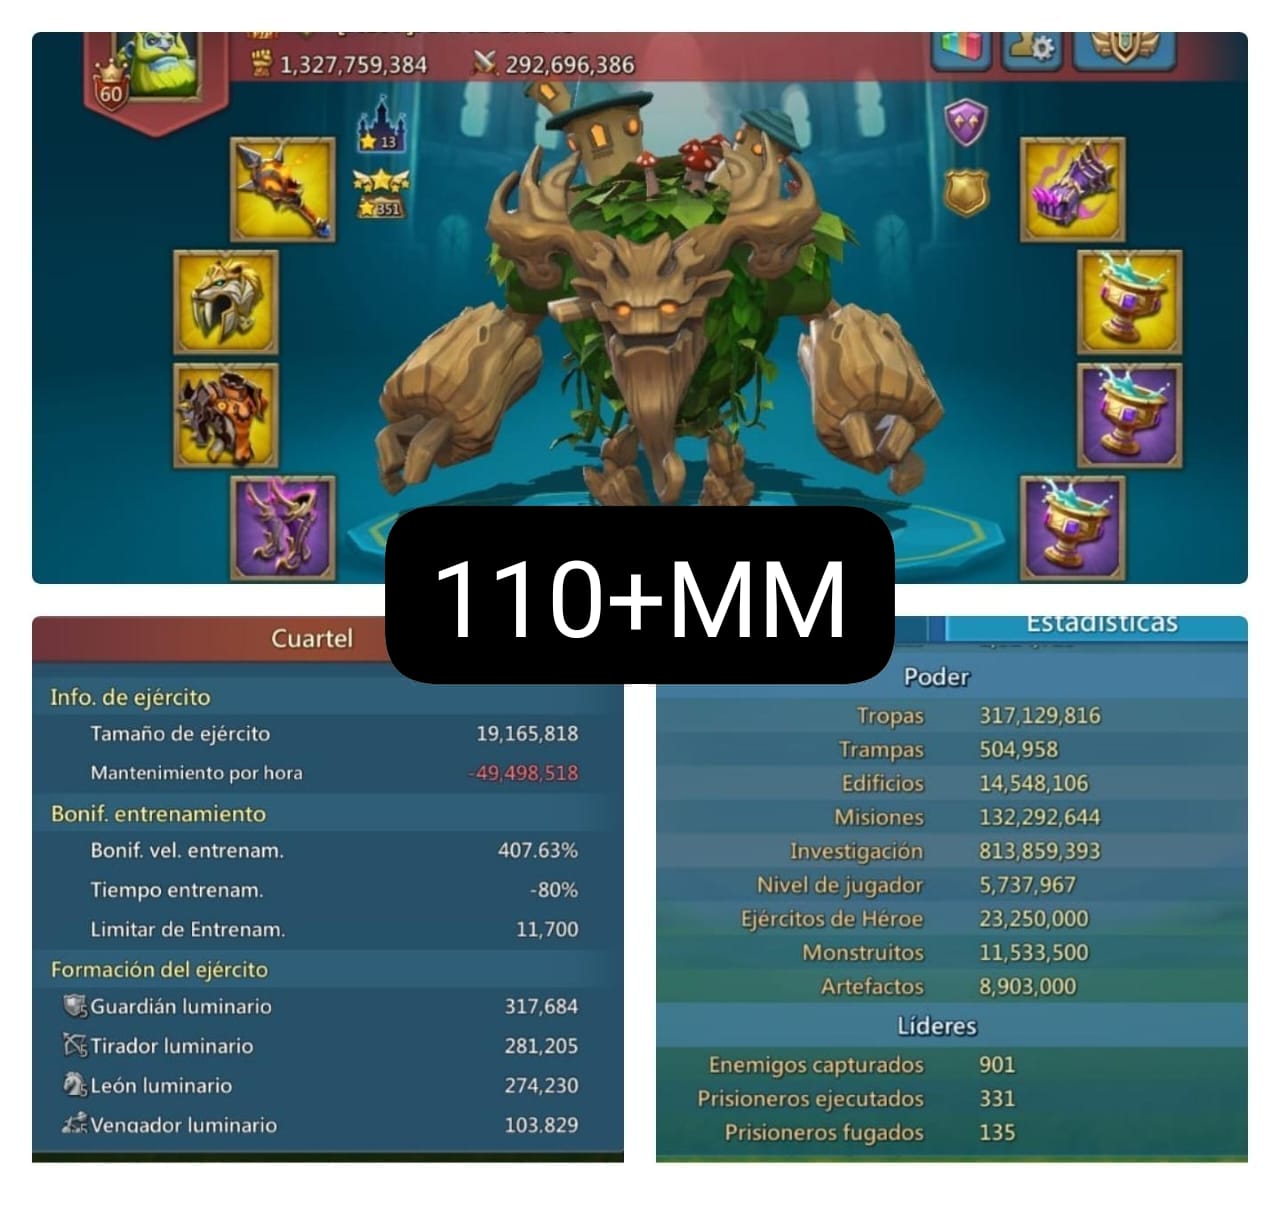 1,327,759,384 292,696,386
60
13
351
110+MM
Cuartel
Info. de ejército
Tamaño de ejército 19,165,818
Mantenimiento por hora -49,498,518
Bonif. entrenamiento
Bonif. vel. entrenam. 407.63%
Tiempo entrenam. -80%
Limitar de Entrenam. 11,700
Formación del ejército
Guardián luminario 317,684
Tirador luminario 281,205
León luminario 274,230
Vengador luminario 103,829
Estadísticas
Poder
Tropas 317,129,816
Trampas 504,958
Edificios 14,548,106
Misiones 132,292,644
Investigación 813,859,393
Nivel de jugador 5,737,967
Ejércitos de Héroe 23,250,000
Monstruitos 11,533,500
Artefactos 8,903,000
Líderes
Enemigos capturados 901
Prisioneros ejecutados 331
Prisioneros fugados 135